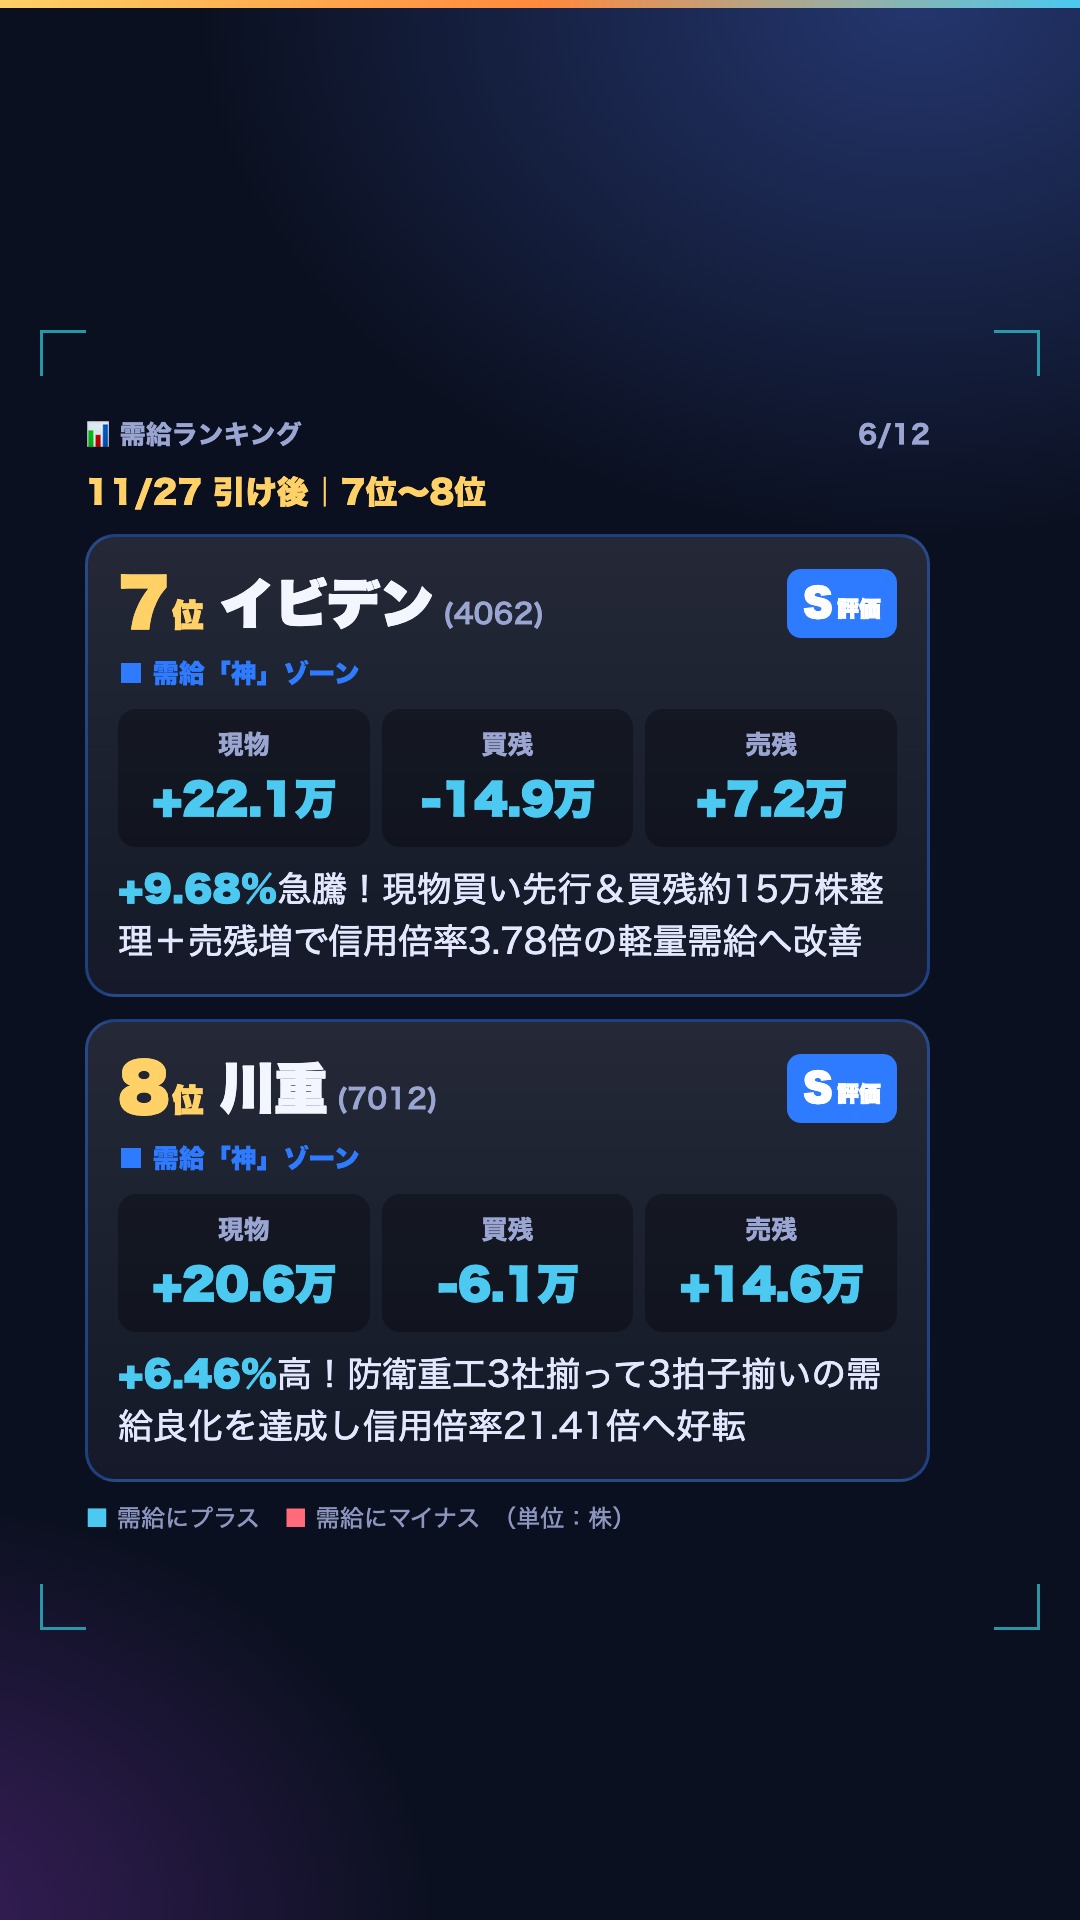 📊 需給ランキング 6/12
11/27 引け後｜7位〜8位
7位 イビデン (4062) S評価
■ 需給「神」ゾーン
現物 買残 売残
+22.1万 -14.9万 +7.2万
+9.68%急騰！現物買い先行＆買残約15万株整
理＋売残増で信用倍率3.78倍の軽量需給へ改善
8位 川重 (7012) S評価
■ 需給「神」ゾーン
現物 買残 売残
+20.6万 -6.1万 +14.6万
+6.46%高！防衛重工3社揃って3拍子揃いの需
給良化を達成し信用倍率21.41倍へ好転
■ 需給にプラス ■ 需給にマイナス （単位：株）